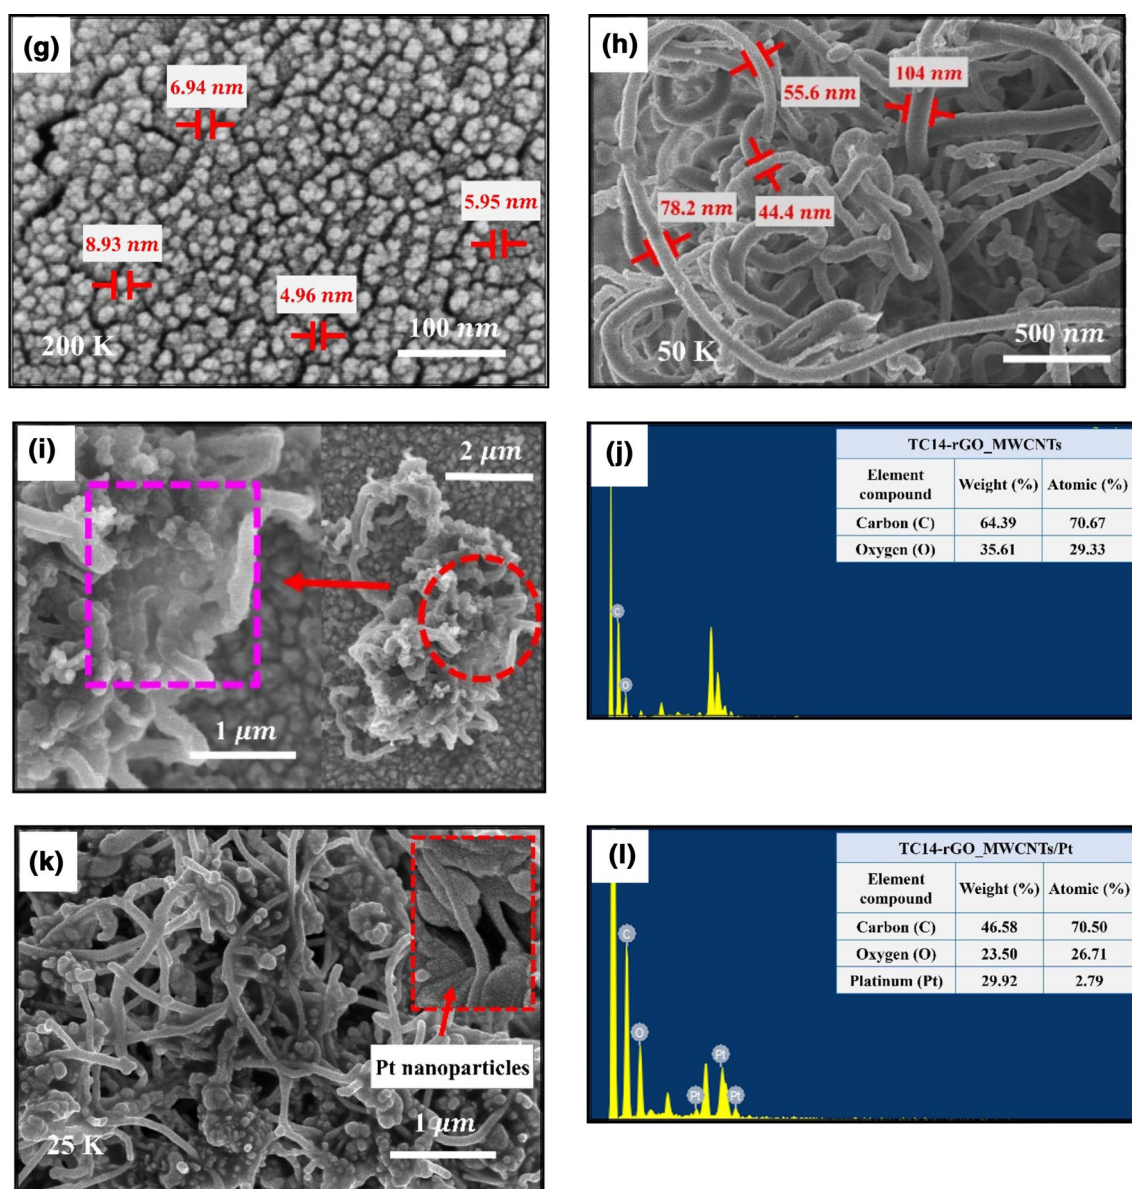 (g)
6.94 nm
5.95 nm
8.93 nm
4.96 nm
200 K
100 nm
(h)
55.6 nm
104 nm
78.2 nm
44.4 nm
50 K
500 nm
(i)
2 μm
1 μm
(j)
TC14-rGO_MWCNTs
Element compound Weight (%) Atomic (%)
Carbon (C) 64.39 70.67
Oxygen (O) 35.61 29.33
C
O
(k)
Pt nanoparticles
25 K
1 μm
(l)
TC14-rGO_MWCNTs/Pt
Element compound Weight (%) Atomic (%)
Carbon (C) 46.58 70.50
Oxygen (O) 23.50 26.71
Platinum (Pt) 29.92 2.79
C
O
Pt
Pt
Pt